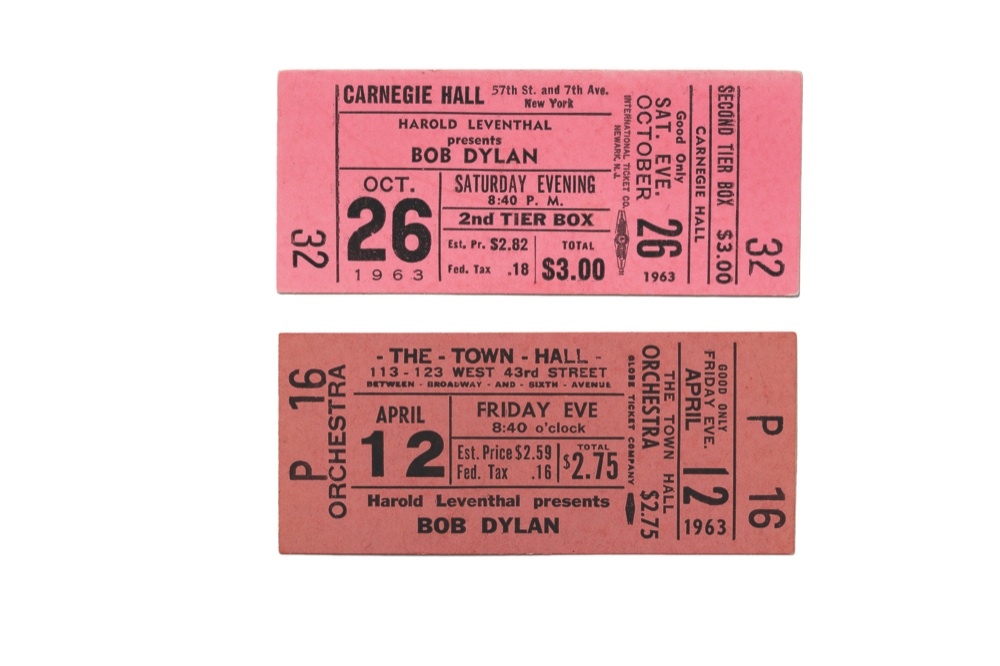 32
CARNEGIE HALL 57th St. and 7th Ave.
New York
HAROLD LEVENTHAL
presents
BOB DYLAN
OCT.
26
1963
SATURDAY EVENING
8:40 P. M.
2nd TIER BOX
Est. Pr. $2.82
Fed. Tax .18
TOTAL
$3.00
INTERNATIONAL TICKET CO.
NEWARK, N.J.
Good Only
SAT. EVE.
OCTOBER 26
1963
SECOND TIER BOX $3.00
CARNEGIE HALL
32
P 16
ORCHESTRA
- THE - TOWN - HALL -
113 - 123 WEST 43rd STREET
BETWEEN - BROADWAY - AND - SIXTH - AVENUE
APRIL
12
FRIDAY EVE
8:40 o'clock
Est. Price $2.59
Fed. Tax .16
TOTAL
$2.75
Harold Leventhal presents
BOB DYLAN
GLOBE TICKET COMPANY
THE TOWN HALL
ORCHESTRA $2.75
GOOD ONLY
FRIDAY EVE.
APRIL 12
1963
P 16